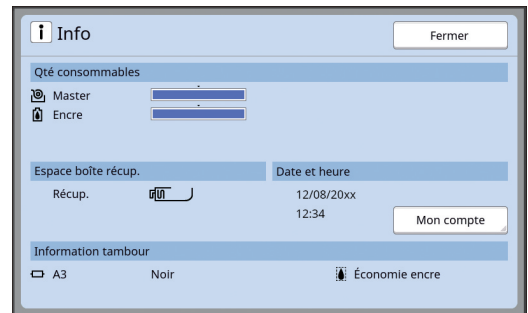 i Info
Fermer
Qté consommables
Master
Encre
Espace boîte récup.
Date et heure
Récup.
12/08/20xx
12:34
Mon compte
Information tambour
A3 Noir Économie encre